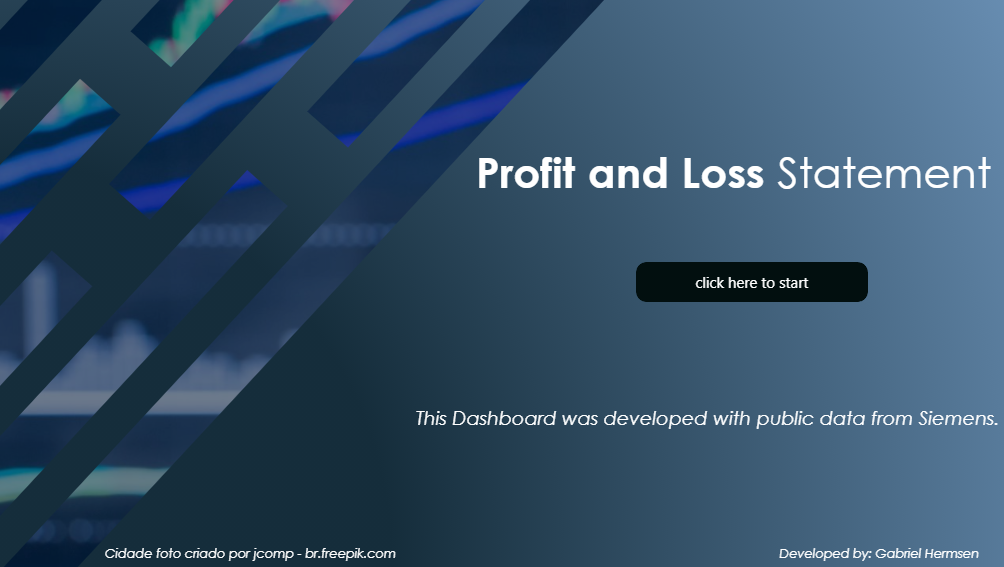 Profit and Loss Statement
click here to start
This Dashboard was developed with public data from Siemens.
Cidade foto criado por jcomp - br.freepik.com
Developed by: Gabriel Hermsen